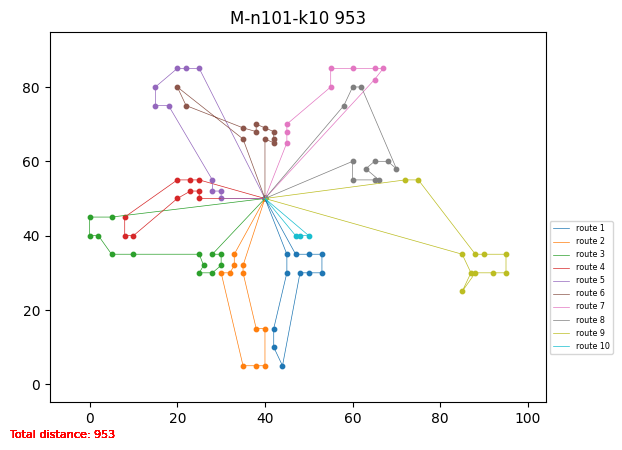 M-n101-k10 953
80
60
40
20
0
0 20 40 60 80 100
route 1
route 2
route 3
route 4
route 5
route 6
route 7
route 8
route 9
route 10
Total distance: 953